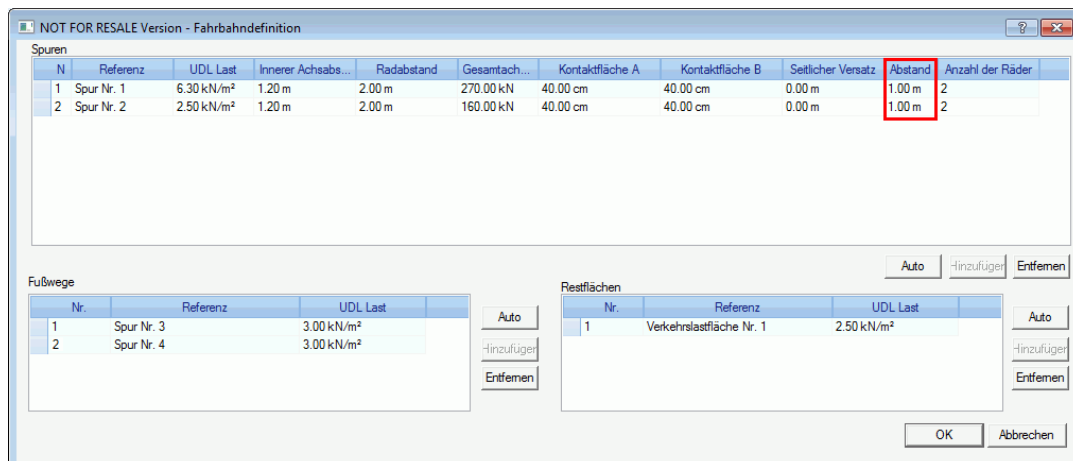 NOT FOR RESALE Version - Fahrbahndefinition
Spuren
N Referenz UDL Last Innerer Achsabs... Radabstand Gesamtach... Kontaktfläche A Kontaktfläche B Seitlicher Versatz Abstand Anzahl der Räder
1 Spur Nr. 1 6.30 kN/m² 1.20 m 2.00 m 270.00 kN 40.00 cm 40.00 cm 0.00 m 1.00 m 2
2 Spur Nr. 2 2.50 kN/m² 1.20 m 2.00 m 160.00 kN 40.00 cm 40.00 cm 0.00 m 1.00 m 2
Auto Hinzufüger Entfernen
Fußwege
Nr. Referenz UDL Last
1 Spur Nr. 3 3.00 kN/m²
2 Spur Nr. 4 3.00 kN/m²
Auto
Hinzufüger
Entfernen
Restflächen
Nr. Referenz UDL Last
1 Verkehrslastfläche Nr. 1 2.50 kN/m²
Auto
Hinzufüger
Entfernen
OK Abbrechen